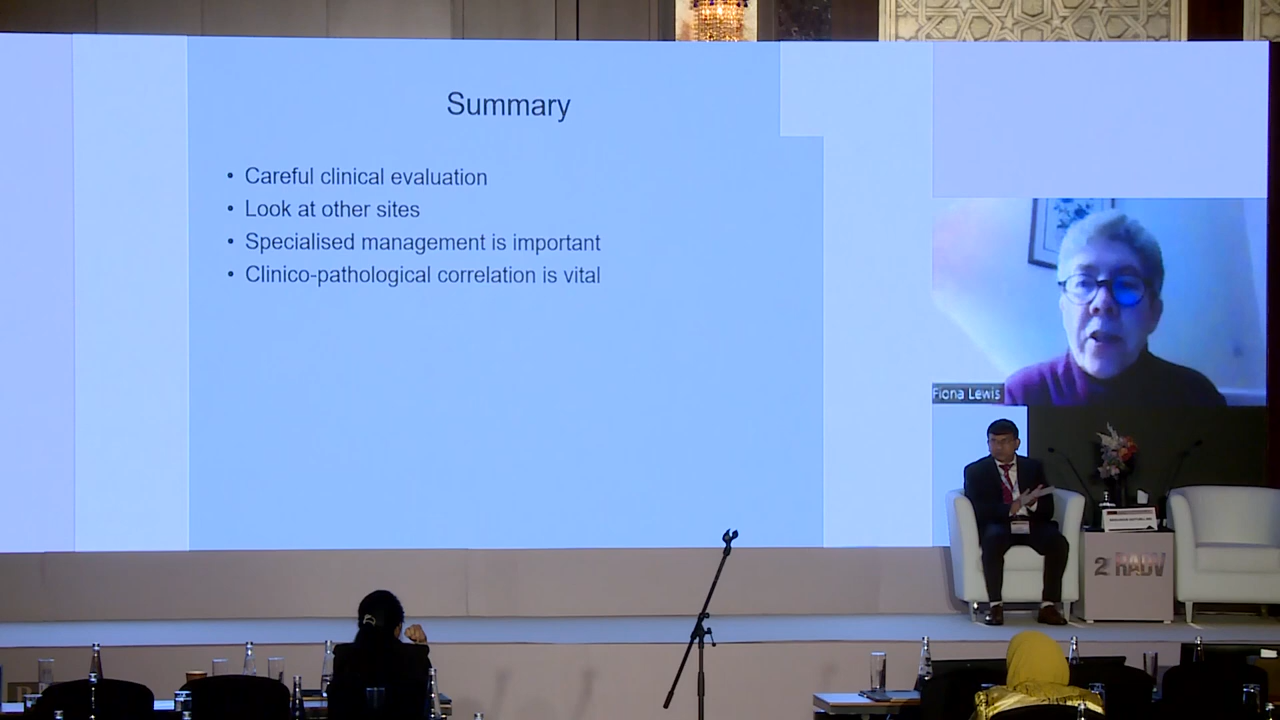 Summary
• Careful clinical evaluation
• Look at other sites
• Specialised management is important
• Clinico-pathological correlation is vital
Fiona Lewis
2 RADV